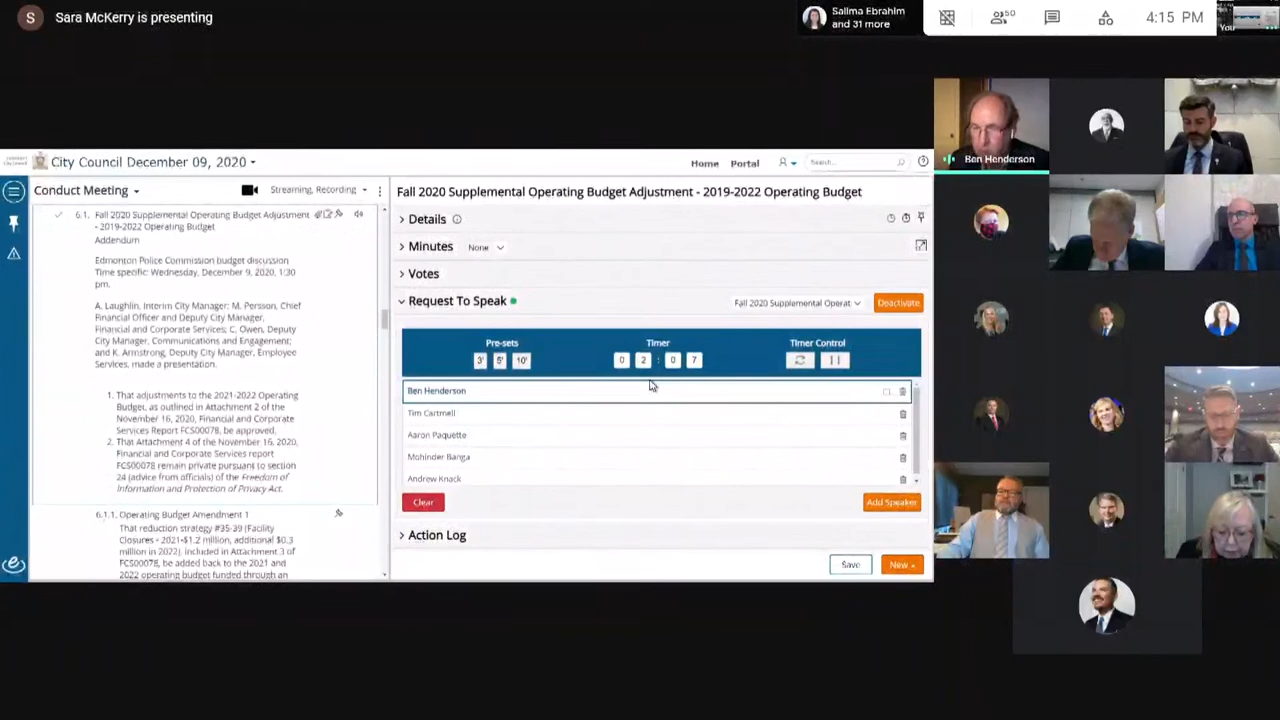 S Sara McKerry is presenting
Salima Ebrahim
and 31 more
50
4:15 PM
You
Ben Henderson
City Council December 09, 2020
Home Portal Search...
Conduct Meeting
Streaming, Recording
6.1. Fall 2020 Supplemental Operating Budget Adjustment
- 2019-2022 Operating Budget
Addendum
Edmonton Police Commission budget discussion
Time specific: Wednesday, December 9, 2020, 1:30
pm.
A. Laughlin, Interim City Manager; M. Persson, Chief
Financial Officer and Deputy City Manager,
Financial and Corporate Services; C. Owen, Deputy
City Manager, Communications and Engagement;
and K. Armstrong, Deputy City Manager, Employee
Services, made a presentation.
1. That adjustments to the 2021-2022 Operating
Budget, as outlined in Attachment 2 of the
November 16, 2020, Financial and Corporate
Services Report FCS00078, be approved.
2. That Attachment 4 of the November 16, 2020,
Financial and Corporate Services report
FCS00078 remain private pursuant to section
24 (advice from officials) of the Freedom of
Information and Protection of Privacy Act.
6.1.1. Operating Budget Amendment 1
That reduction strategy #35-39 (Facility
Closures - 2021-$1.2 million, additional $0.3
million in 2022), included in Attachment 3 of
FCS00078, be added back to the 2021 and
2022 operating budget funded through an
Fall 2020 Supplemental Operating Budget Adjustment - 2019-2022 Operating Budget
Details
Minutes None
Votes
Request To Speak
Fall 2020 Supplemental Operat
Deactivate
Pre-sets Timer Timer Control
3' 5' 10' 0 2 : 0 7
Ben Henderson
Tim Cartmell
Aaron Paquette
Mohinder Banga
Andrew Knack
Clear Add Speaker
Action Log
Save New